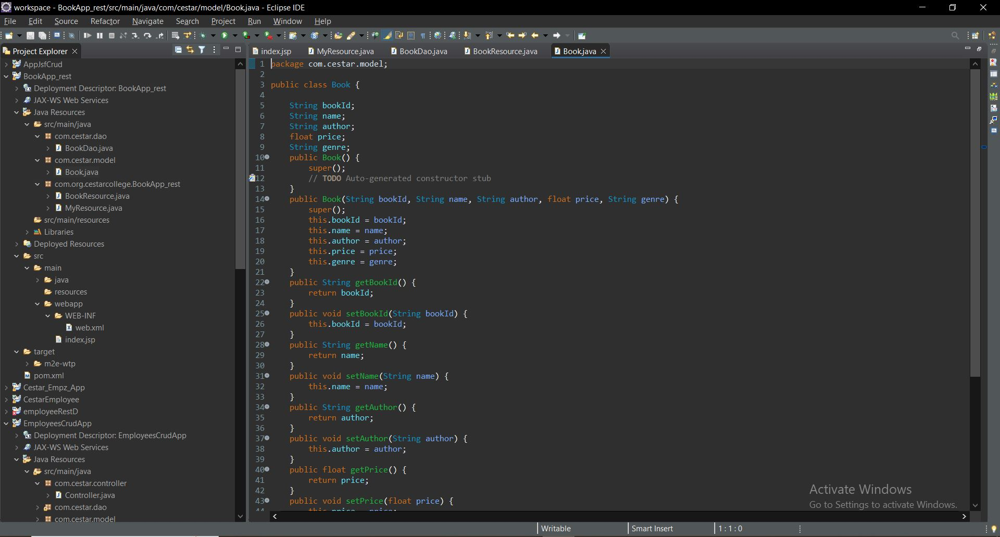 workspace - BookApp_rest/src/main/java/com/cestar/model/Book.java - Eclipse IDE
File Edit Source Refactor Navigate Search Project Run Window Help
Project Explorer
AppJsfCrud
BookApp_rest
Deployment Descriptor: BookApp_rest
JAX-WS Web Services
Java Resources
src/main/java
com.cestar.dao
BookDao.java
com.cestar.model
Book.java
com.org.cestarcollege.BookApp_rest
BookResource.java
MyResource.java
src/main/resources
Libraries
Deployed Resources
src
main
java
resources
webapp
WEB-INF
web.xml
index.jsp
target
m2e-wtp
pom.xml
Cestar_Empz_App
CestarEmployee
employeeRestD
EmployeesCrudApp
Deployment Descriptor: EmployeesCrudApp
JAX-WS Web Services
Java Resources
src/main/java
com.cestar.controller
Controller.java
com.cestar.dao
com.cestar.model
index.jsp MyResource.java BookDao.java BookResource.java Book.java
1 package com.cestar.model;
2
3 public class Book {
4
5 String bookId;
6 String name;
7 String author;
8 float price;
9 String genre;
10 public Book() {
11 super();
12 // TODO Auto-generated constructor stub
13 }
14 public Book(String bookId, String name, String author, float price, String genre) {
15 super();
16 this.bookId = bookId;
17 this.name = name;
18 this.author = author;
19 this.price = price;
20 this.genre = genre;
21 }
22 public String getBookId() {
23 return bookId;
24 }
25 public void setBookId(String bookId) {
26 this.bookId = bookId;
27 }
28 public String getName() {
29 return name;
30 }
31 public void setName(String name) {
32 this.name = name;
33 }
34 public String getAuthor() {
35 return author;
36 }
37 public void setAuthor(String author) {
38 this.author = author;
39 }
40 public float getPrice() {
41 return price;
42 }
43 public void setPrice(float price) {
44 this.price = price;
Activate Windows
Go to Settings to activate Windows.
Writable Smart Insert 1 : 1 : 0